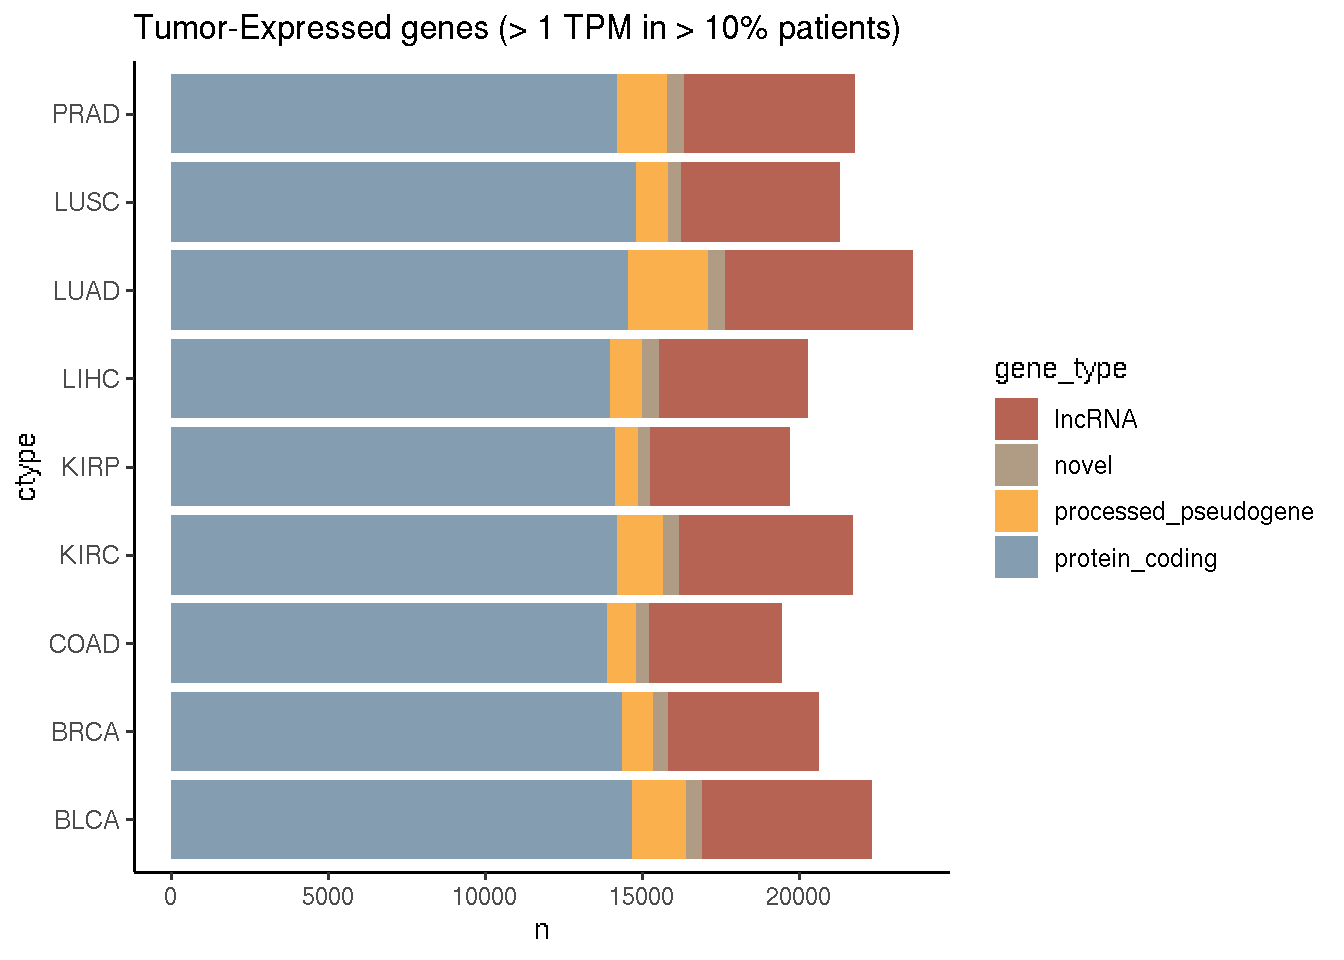 Tumor-Expressed genes (> 1 TPM in > 10% patients)
PRAD
LUSC
LUAD
LIHC
KIRP
KIRC
COAD
BRCA
BLCA
ctype
0 5000 10000 15000 20000
n
gene_type
lncRNA
novel
processed_pseudogene
protein_coding